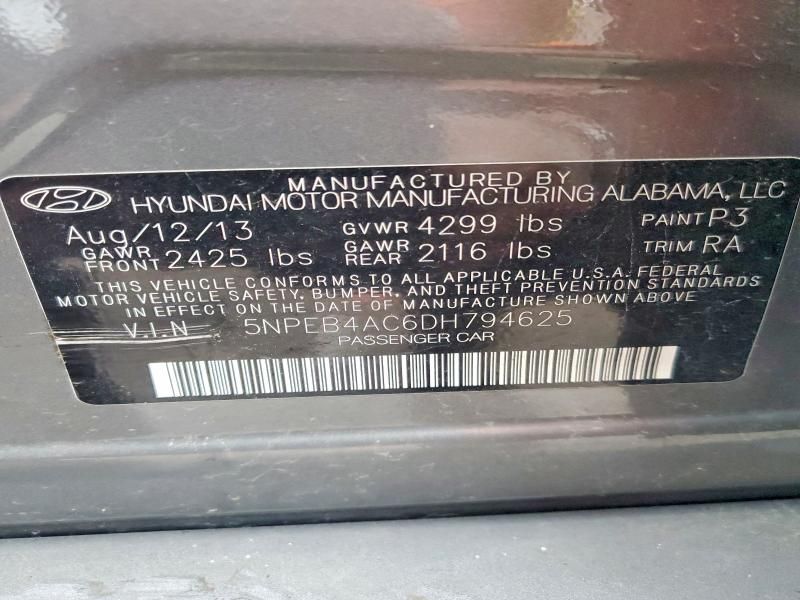 MANUFACTURED BY
HYUNDAI MOTOR MANUFACTURING ALABAMA, LLC
Aug/12/13 GVWR 4299 lbs PAINT P3
GAWR FRONT 2425 lbs GAWR REAR 2116 lbs TRIM RA
THIS VEHICLE CONFORMS TO ALL APPLICABLE U.S.A. FEDERAL
MOTOR VEHICLE SAFETY, BUMPER, AND THEFT PREVENTION STANDARDS
IN EFFECT ON THE DATE OF MANUFACTURE SHOWN ABOVE
V.I.N 5NPEB4AC6DH794625
PASSENGER CAR